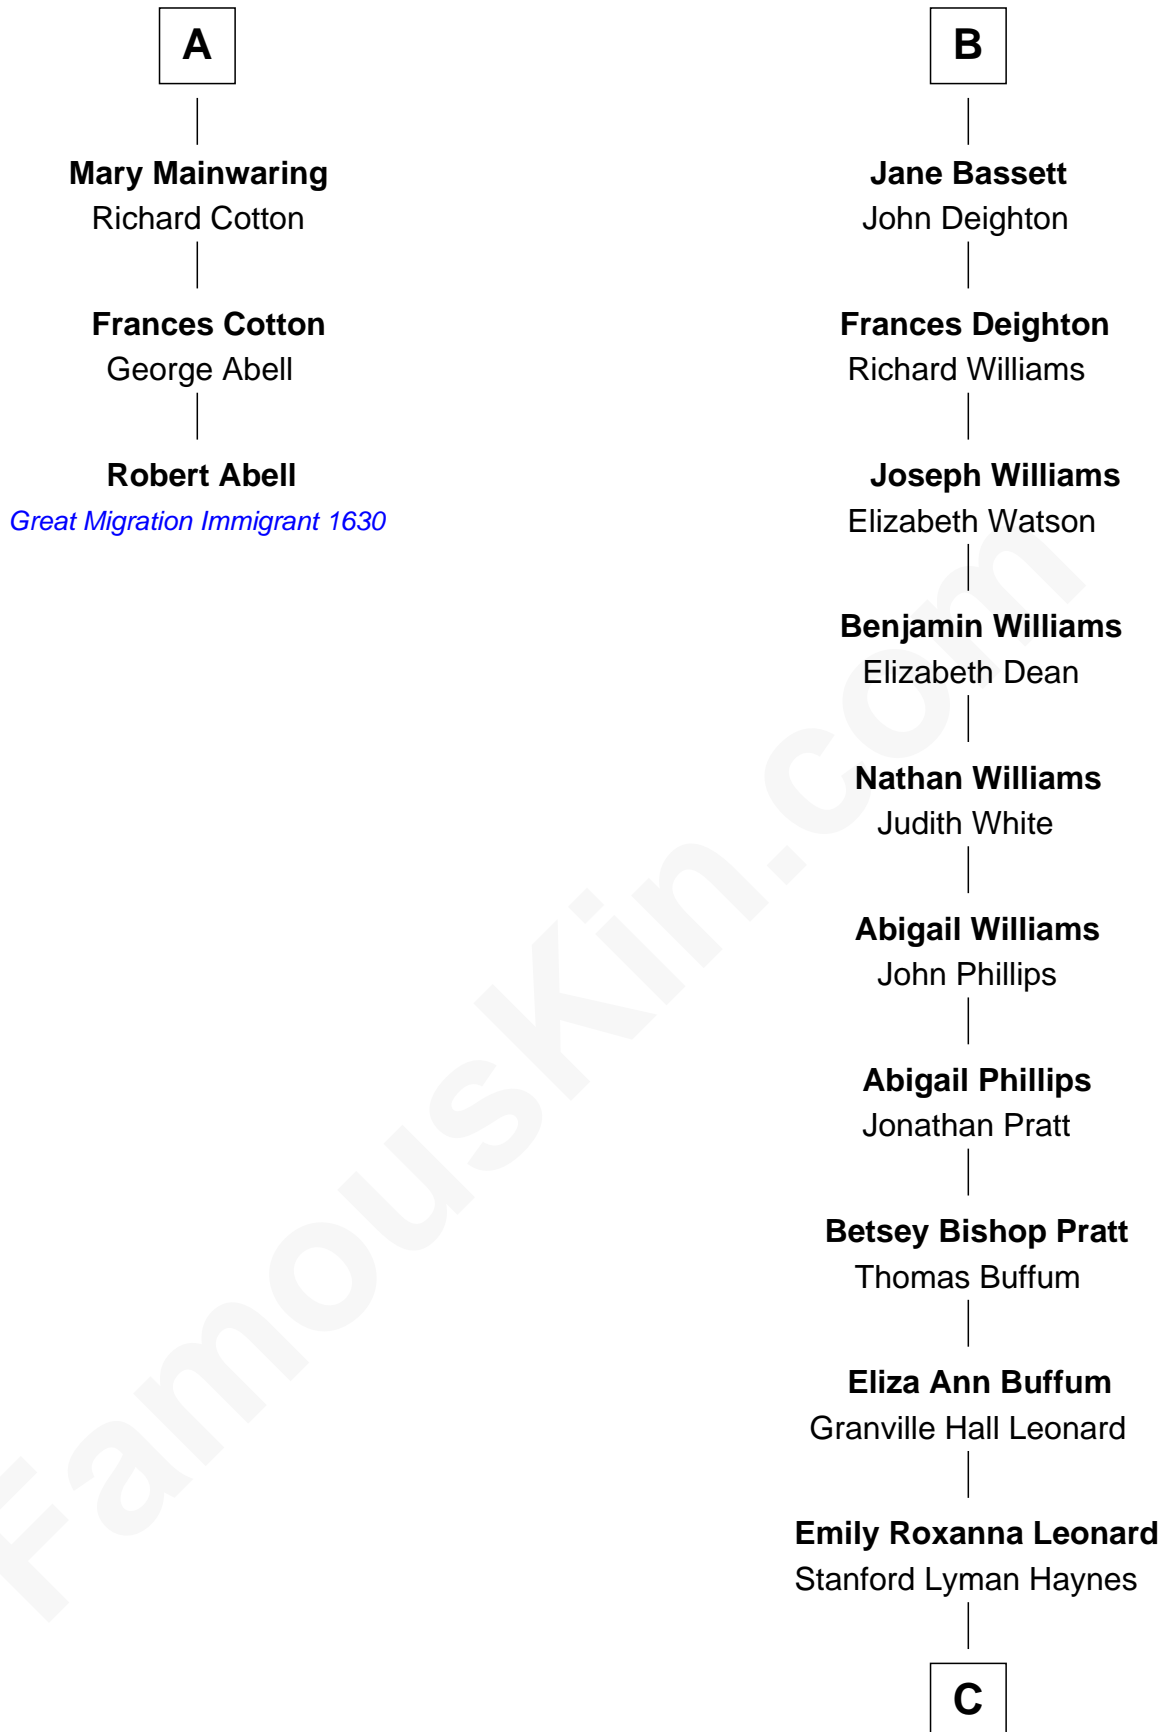 A
Mary Mainwaring
Richard Cotton
Frances Cotton
George Abell
Robert Abell
Great Migration Immigrant 1630
B
Jane Bassett
John Deighton
Frances Deighton
Richard Williams
Joseph Williams
Elizabeth Watson
Benjamin Williams
Elizabeth Dean
Nathan Williams
Judith White
Abigail Williams
John Phillips
Abigail Phillips
Jonathan Pratt
Betsey Bishop Pratt
Thomas Buffum
Eliza Ann Buffum
Granville Hall Leonard
Emily Roxanna Leonard
Stanford Lyman Haynes
C
FamousKin.com